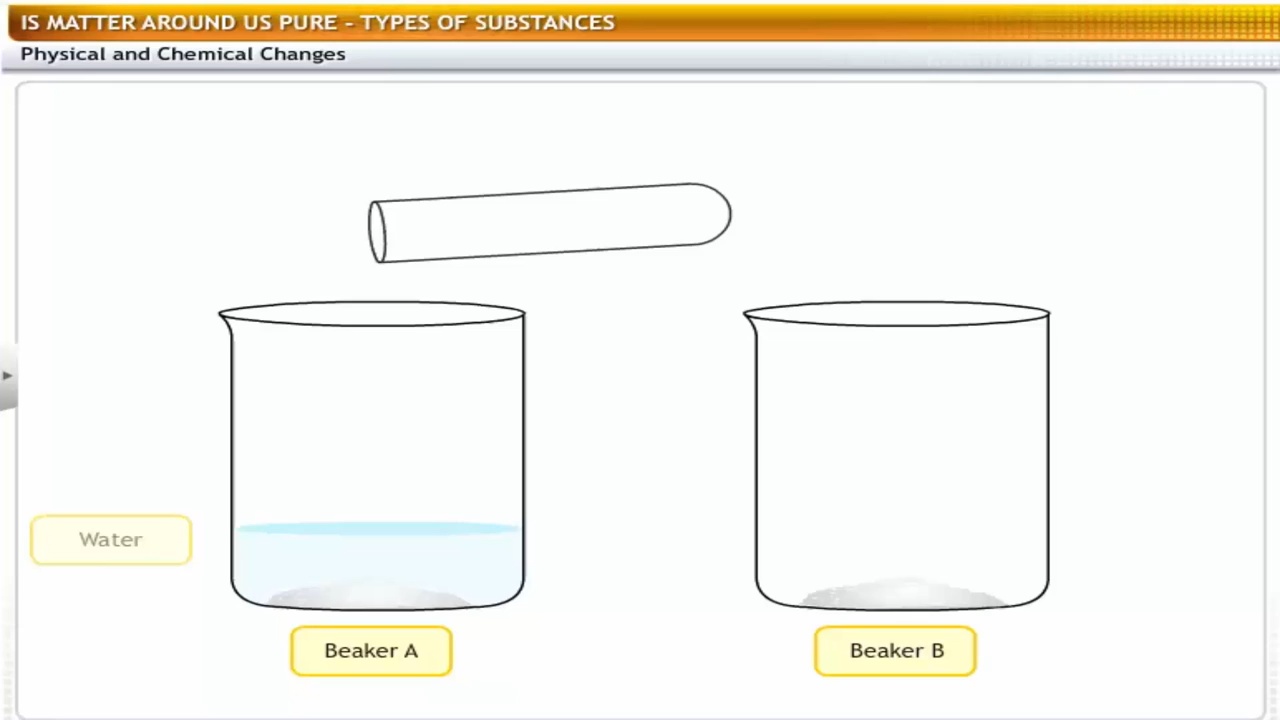 IS MATTER AROUND US PURE - TYPES OF SUBSTANCES
Physical and Chemical Changes
Water
Beaker A
Beaker B